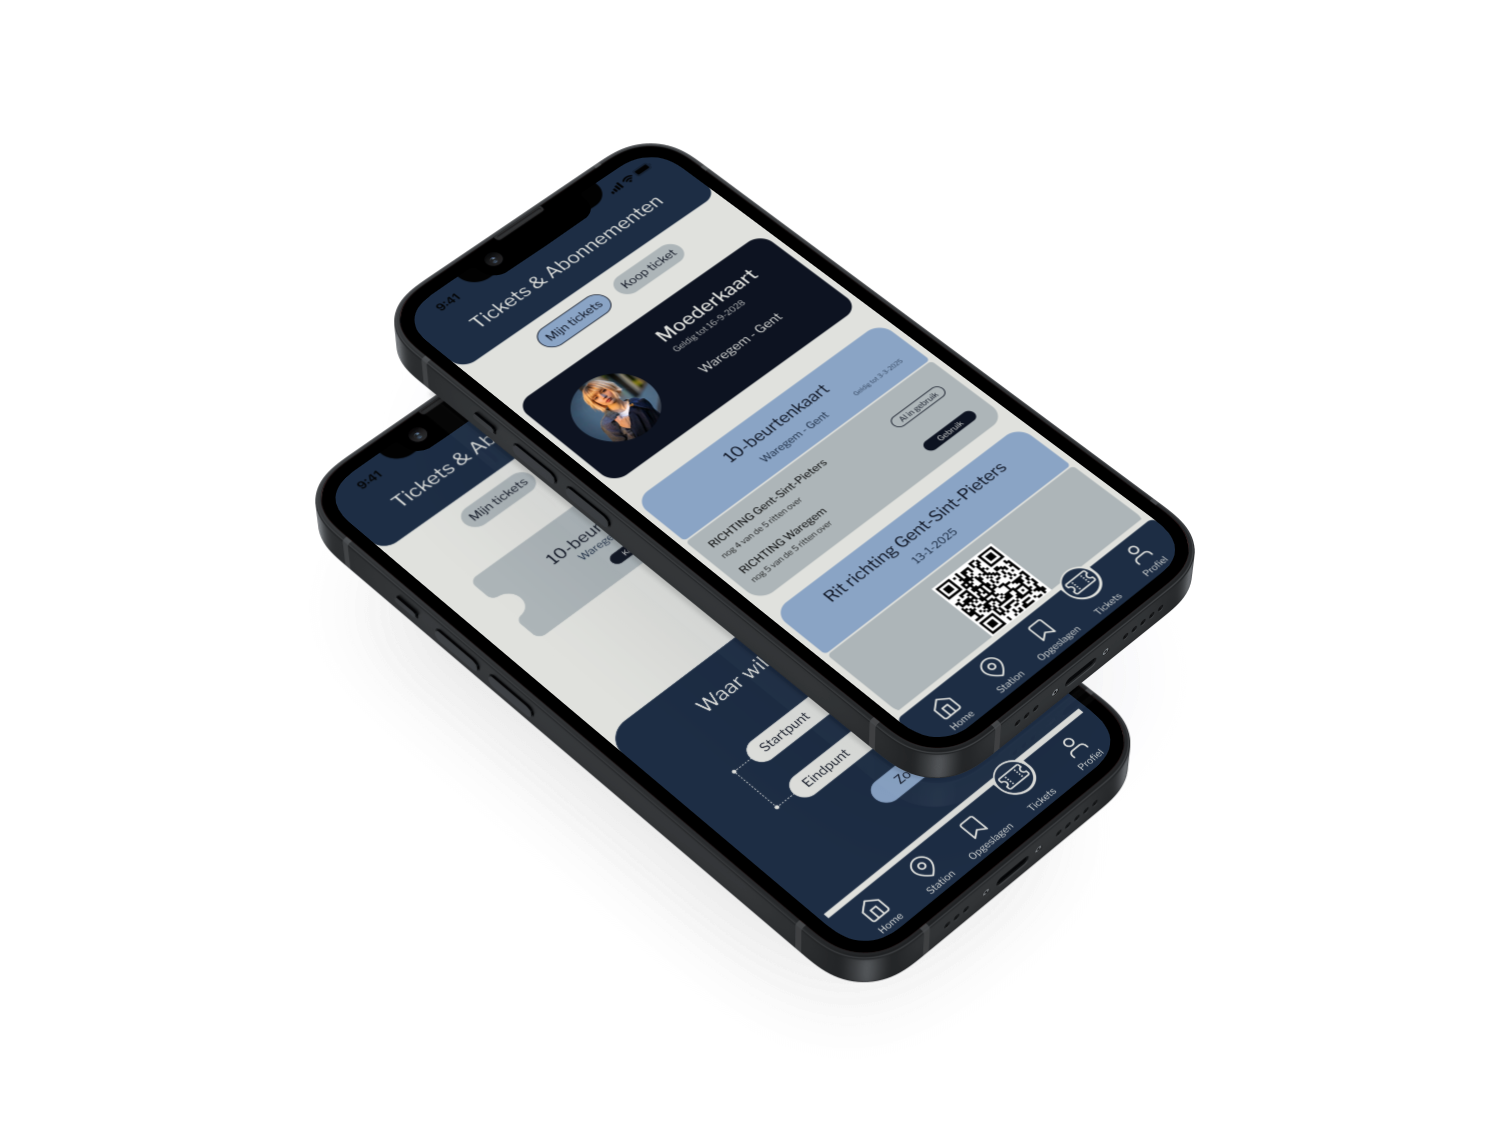 9:41
Tickets & Abonnementen
Mijn tickets
Koop ticket
Moederkaart
Geldig tot 16-9-2028
Waregem - Gent
10-beurtenkaart
Waregem - Gent
Geldig tot 3-3-2025
RICHTING Gent-Sint-Pieters
nog 4 van de 5 ritten over
Al in gebruik
RICHTING Waregem
nog 5 van de 5 ritten over
Gebruik
Rit richting Gent-Sint-Pieters
13-1-2025
Home
Station
Opgeslagen
Tickets
Profiel
9:41
Tickets & Ab
Mijn tickets
10-beur
Warege
K
Waar wil
Startpunt
Eindpunt
Zo
Home
Station
Opgeslagen
Tickets
Profiel